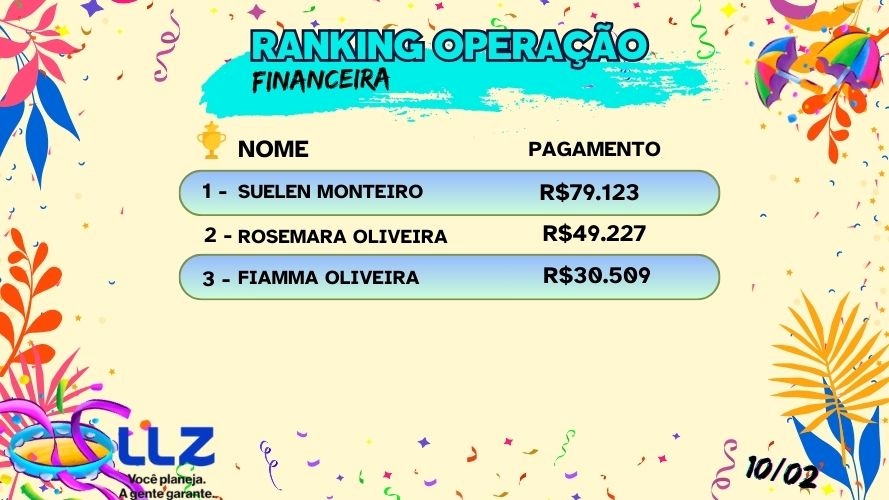 RANKING OPERAÇÃO
FINANCEIRA
NOME PAGAMENTO
1 - SUELEN MONTEIRO R$79.123
2 - ROSEMARA OLIVEIRA R$49.227
3 - FIAMMA OLIVEIRA R$30.509
LLZ
Você planeja.
A gente garante.
10/02